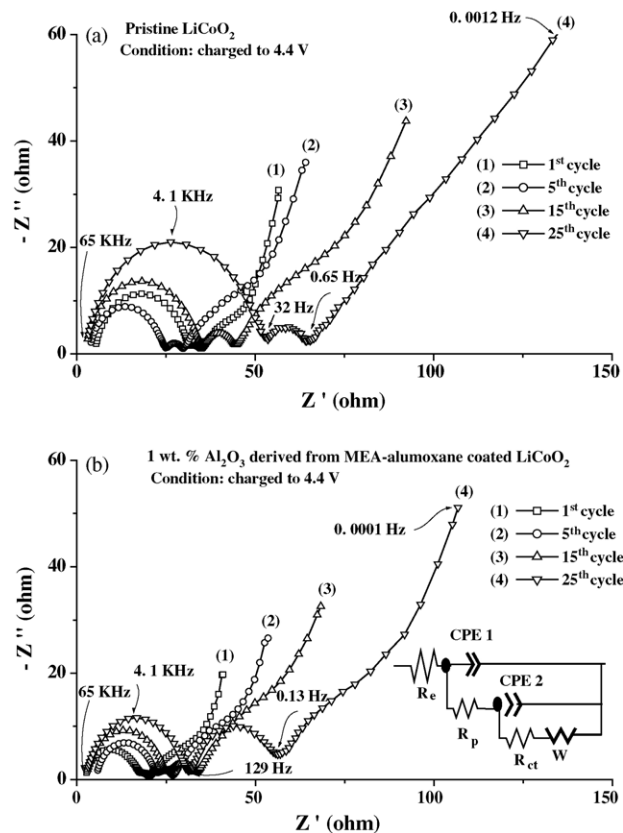 (a) Pristine LiCoO₂
Condition: charged to 4.4 V
0. 0012 Hz (4)
60
(3)
(2)
(1)
(1) 1ˢᵗ cycle
(2) 5ᵗʰ cycle
(3) 15ᵗʰ cycle
(4) 25ᵗʰ cycle
40
- Z '' (ohm)
4. 1 KHz
20
65 KHz
0.65 Hz
32 Hz
0
0 50 100 150
Z ' (ohm)
(b) 1 wt. % Al₂O₃ derived from MEA-alumoxane coated LiCoO₂
Condition: charged to 4.4 V
60
(4)
0. 0001 Hz
(1) 1ˢᵗ cycle
(2) 5ᵗʰ cycle
(3) 15ᵗʰ cycle
(4) 25ᵗʰ cycle
40
- Z '' (ohm)
(3)
(2)
(1)
CPE 1
CPE 2
Rₑ
Rₚ
R_ct
W
20
4. 1 KHz
65 KHz
0.13 Hz
129 Hz
0
0 50 100 150
Z ' (ohm)